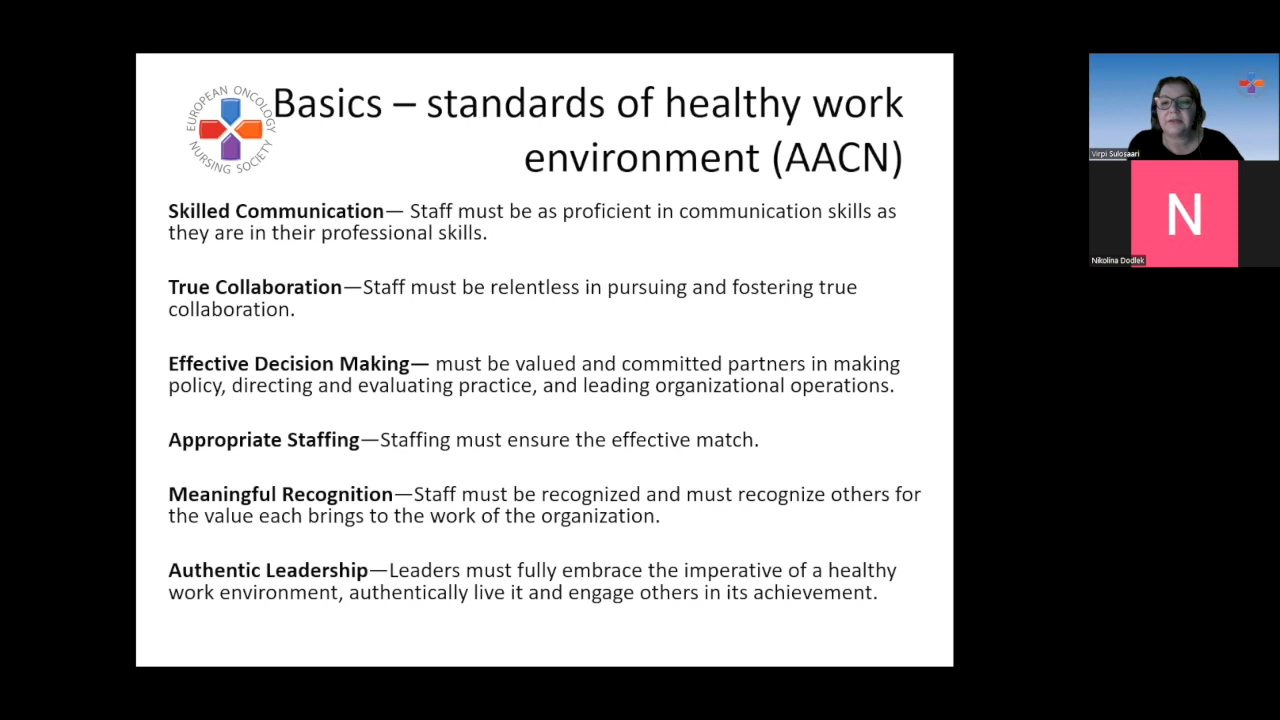 EUROPEAN ONCOLOGY
NURSING SOCIETY
Basics – standards of healthy work
environment (AACN)
Skilled Communication— Staff must be as proficient in communication skills as
they are in their professional skills.
True Collaboration—Staff must be relentless in pursuing and fostering true
collaboration.
Effective Decision Making— must be valued and committed partners in making
policy, directing and evaluating practice, and leading organizational operations.
Appropriate Staffing—Staffing must ensure the effective match.
Meaningful Recognition—Staff must be recognized and must recognize others for
the value each brings to the work of the organization.
Authentic Leadership—Leaders must fully embrace the imperative of a healthy
work environment, authentically live it and engage others in its achievement.
Virpi Sulosaari
N
Nikolina Dodlek